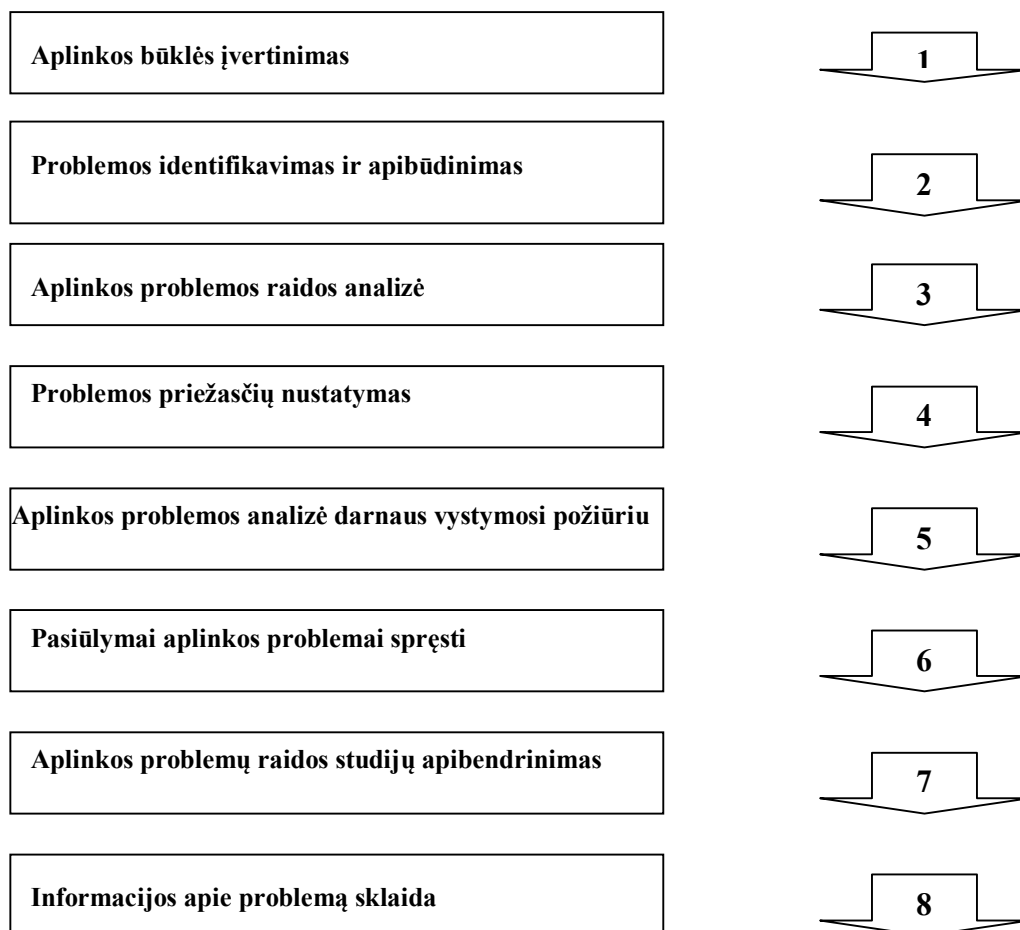 Aplinkos būklės įvertinimas
1
Problemos identifikavimas ir apibūdinimas
2
Aplinkos problemos raidos analizė
3
Problemos priežasčių nustatymas
4
Aplinkos problemos analizė darnaus vystymosi požiūriu
5
Pasiūlymai aplinkos problemai spręsti
6
Aplinkos problemų raidos studijų apibendrinimas
7
Informacijos apie problemą sklaida
8